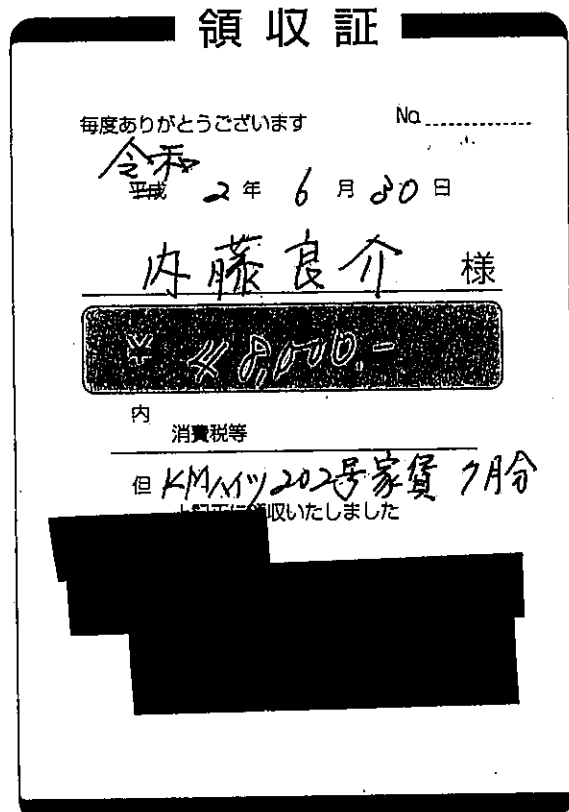 領収証
毎度ありがとうございます No.
令和
平成 2年 6月 30日
内藤良介 様
¥ 48,000.-
内
消費税等
但 KMハイツ202号家賃 7月分
上記正に領収いたしました